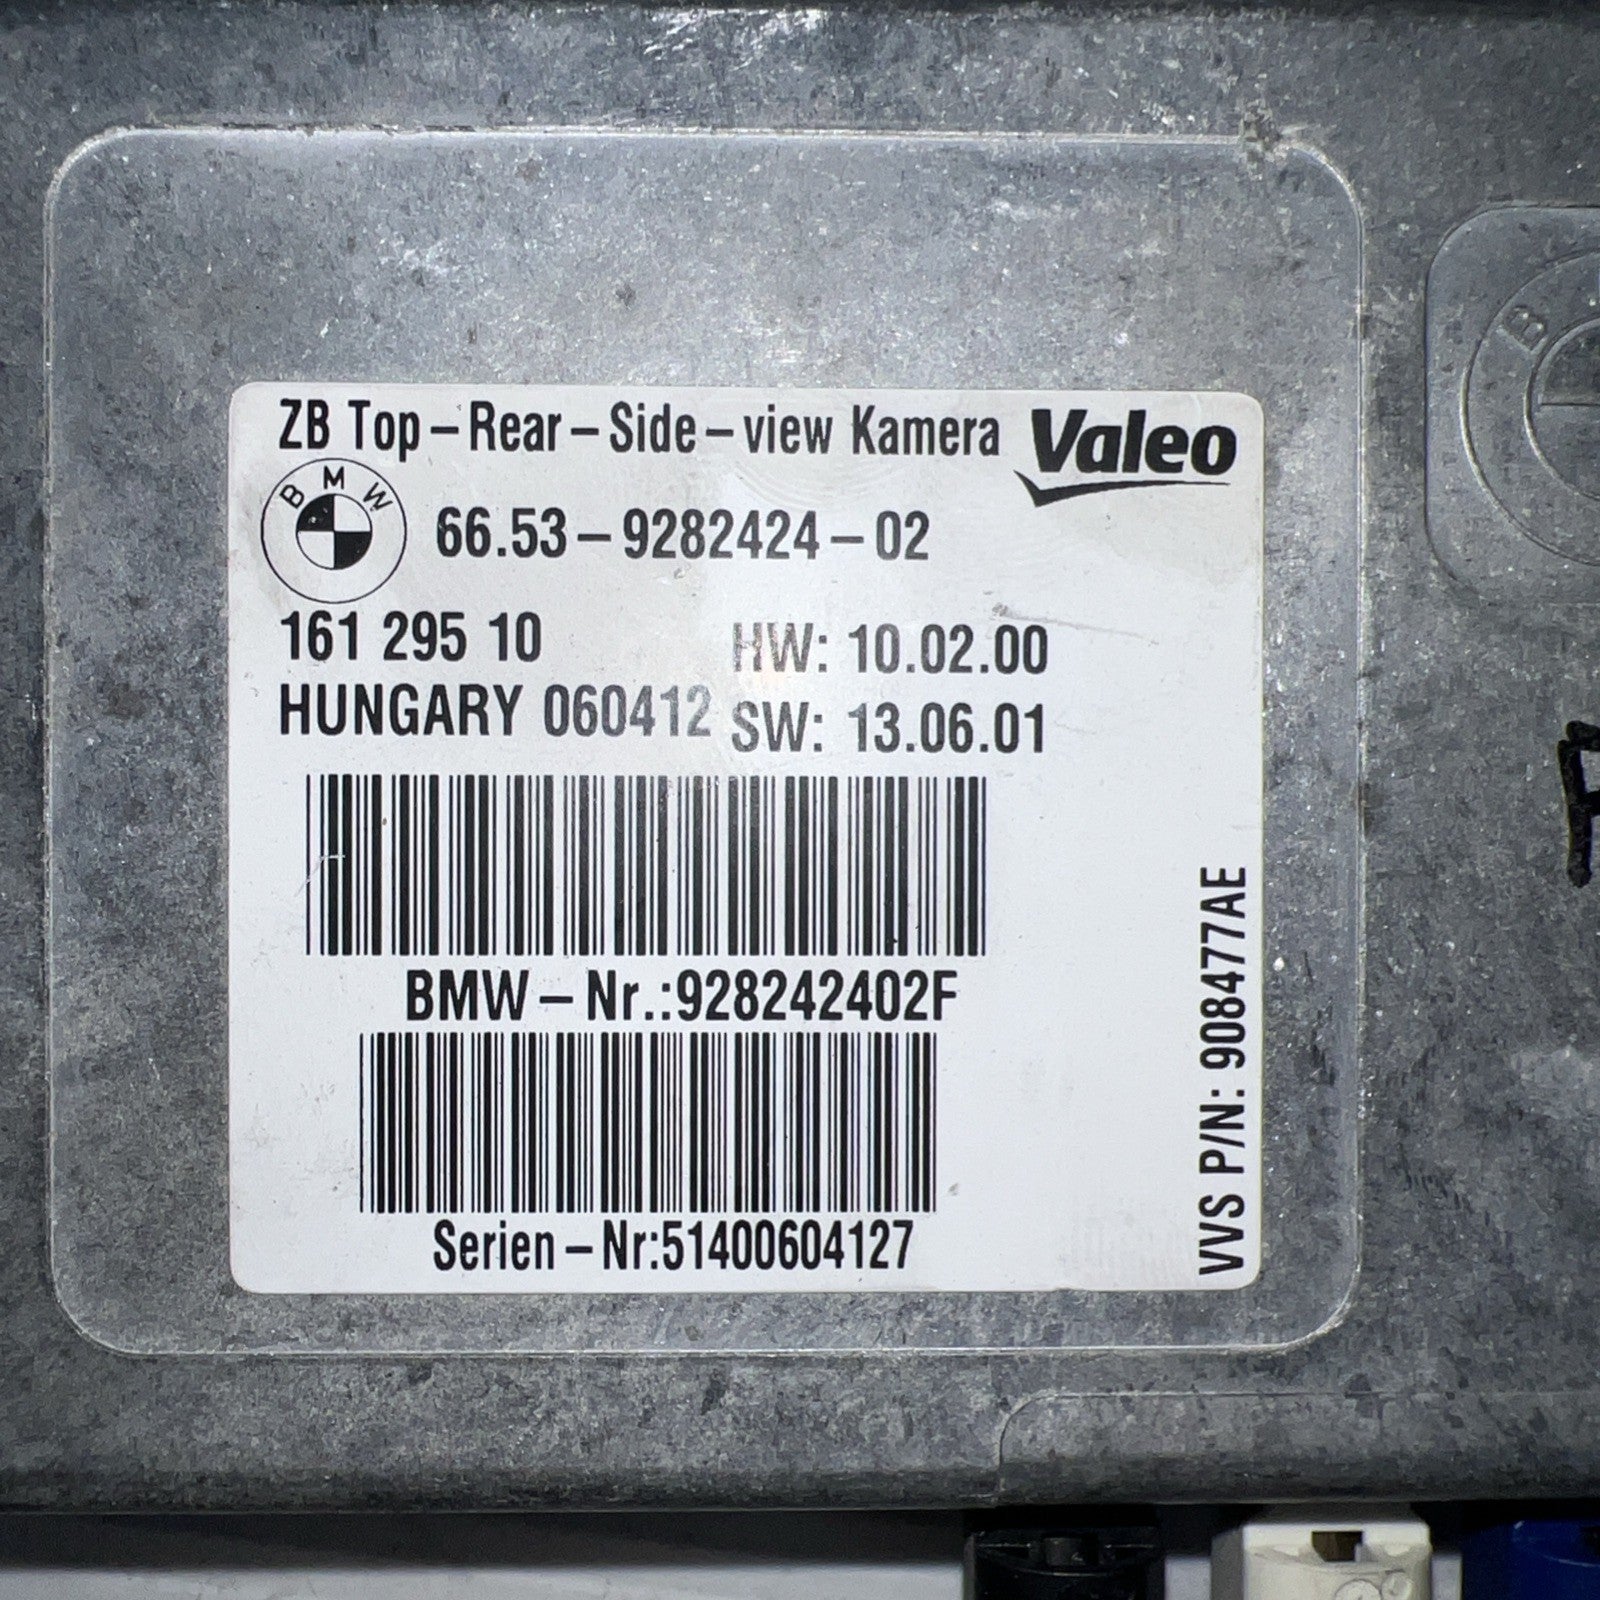 ZB Top-Rear-Side-view Kamera Valeo
BMW
66.53-9282424-02
161 295 10 HW: 10.02.00
HUNGARY 060412 SW: 13.06.01
BMW-Nr.:928242402F
Serien-Nr:51400604127
VVS P/N: 908477AE
B